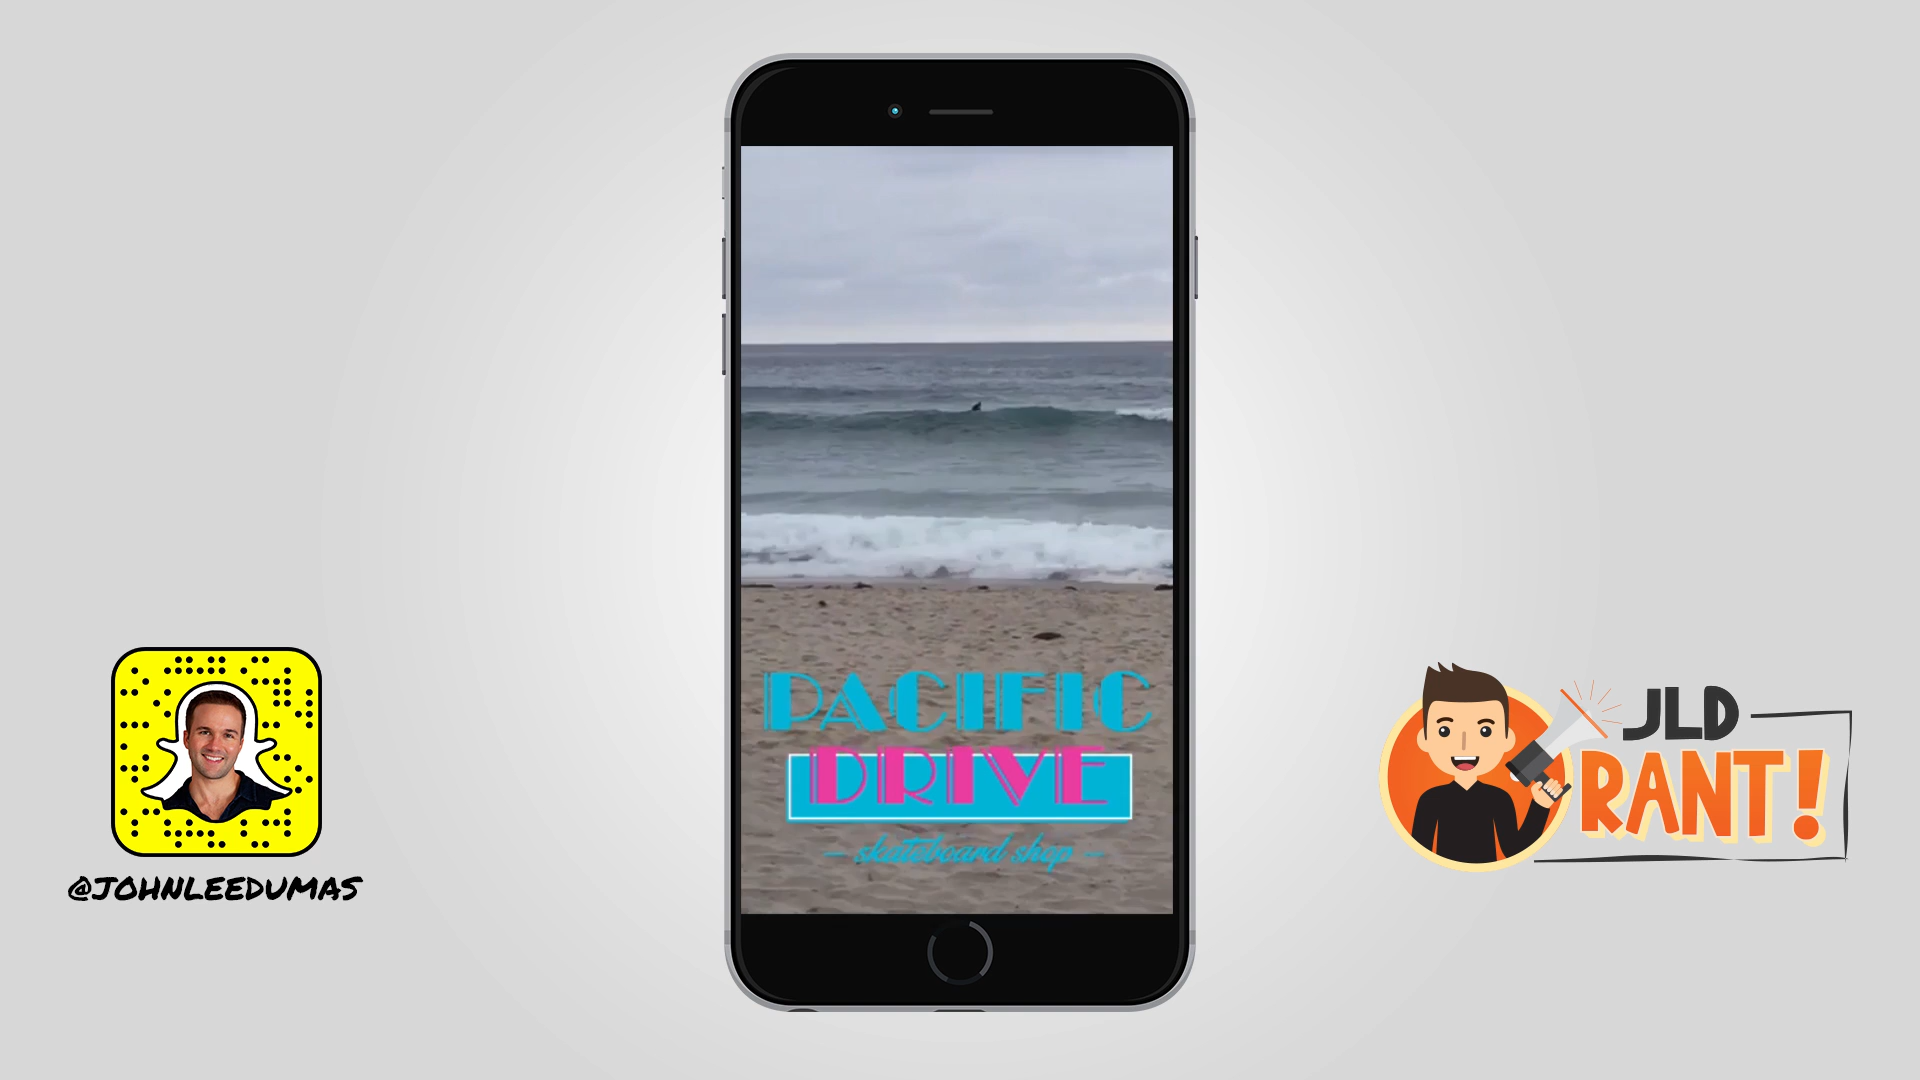 PACIFIC
DRIVE
— skateboard shop —
@JOHNLEEDUMAS
JLD
RANT!